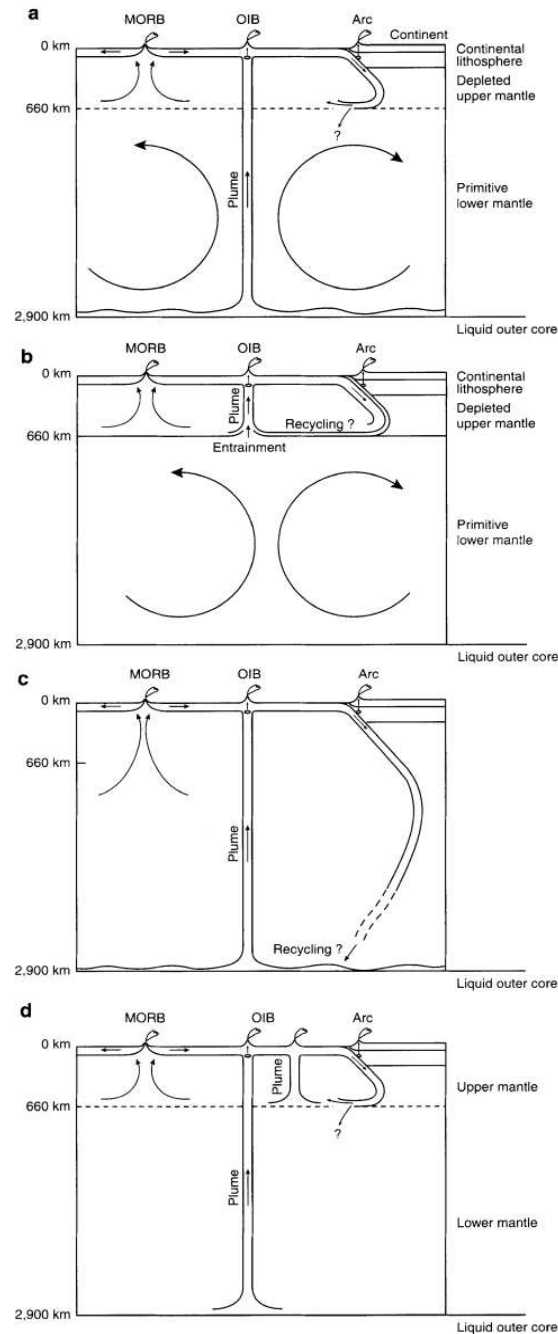 a
MORB OIB Arc
Continent
0 km
Continental
lithosphere
Depleted
upper mantle
660 km
?
Plume
Primitive
lower mantle
2,900 km
Liquid outer core
b
MORB OIB Arc
0 km
Continental
lithosphere
Plume
Depleted
upper mantle
Recycling ?
660 km
Entrainment
Primitive
lower mantle
2,900 km
Liquid outer core
c
MORB OIB Arc
0 km
660 km
Plume
Recycling ?
2,900 km
Liquid outer core
d
MORB OIB Arc
0 km
Plume
Upper mantle
660 km
?
Plume
Lower mantle
2,900 km
Liquid outer core